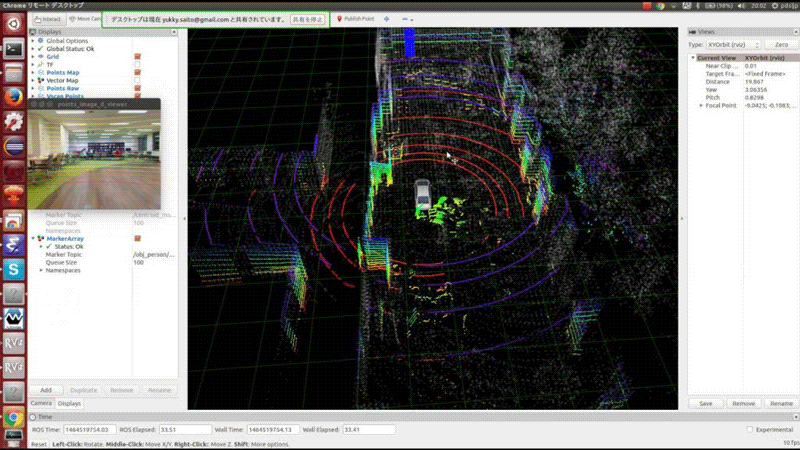 Chrome リモート デスクトップ
(98%)
20:02
pdsljp
Interact
Move Cam
デスクトップは現在 yukky.saito@gmail.com と共有されています。
共有を停止
Publish Point
Displays
Global Options
Global Status: Ok
Grid
TF
Points Map
Vector Map
Points Raw
Vscan Points
points_image_d_viewer
Marker Topic
Queue Size
100
Namespaces
MarkerArray
Status: Ok
Marker Topic
/obj_person/...
Queue Size
100
Namespaces
Add
Duplicate
Remove
Rename
Camera
Displays
Views
Type:
XYOrbit (rviz)
Zero
Current View
XYOrbit (rviz)
Near Clip ...
0.01
Target Fra...
<Fixed Frame>
Distance
19.867
Yaw
3.06356
Pitch
0.8298
Focal Point
-9.0425; -0.1083; ...
Save
Remove
Rename
Time
ROS Time:
1464519754.03
ROS Elapsed:
33.51
Wall Time:
1464519754.13
Wall Elapsed:
33.41
Experimental
Reset
Left-Click: Rotate. Middle-Click: Move X/Y. Right-Click: Move Z. Shift: More options.
10 fps